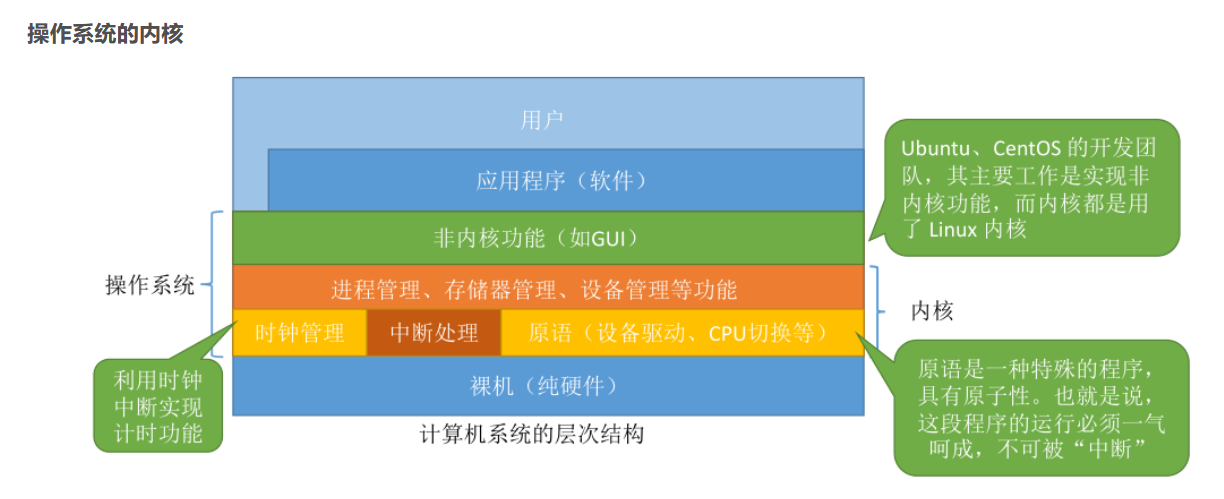 操作系统的内核
用户
应用程序（软件）
Ubuntu、CentOS 的开发团
队，其主要工作是实现非
内核功能，而内核都是用
了 Linux 内核
非内核功能（如GUI）
操作系统
进程管理、存储器管理、设备管理等功能
内核
时钟管理
中断处理
原语（设备驱动、CPU切换等）
利用时钟
中断实现
计时功能
裸机（纯硬件）
原语是一种特殊的程序，
具有原子性。也就是说，
这段程序的运行必须一气
呵成，不可被“中断”
计算机系统的层次结构